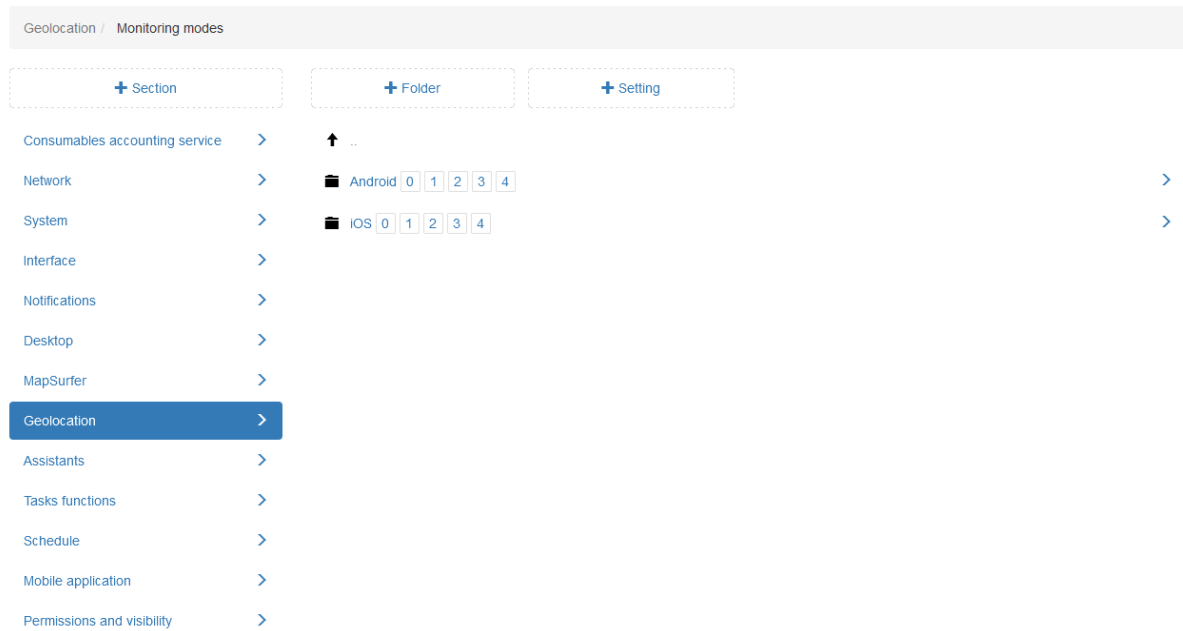 Geolocation / Monitoring modes
+ Section
+ Folder
+ Setting
Consumables accounting service
Network
System
Interface
Notifications
Desktop
MapSurfer
Geolocation
Assistants
Tasks functions
Schedule
Mobile application
Permissions and visibility
..
Android 0 1 2 3 4
iOS 0 1 2 3 4